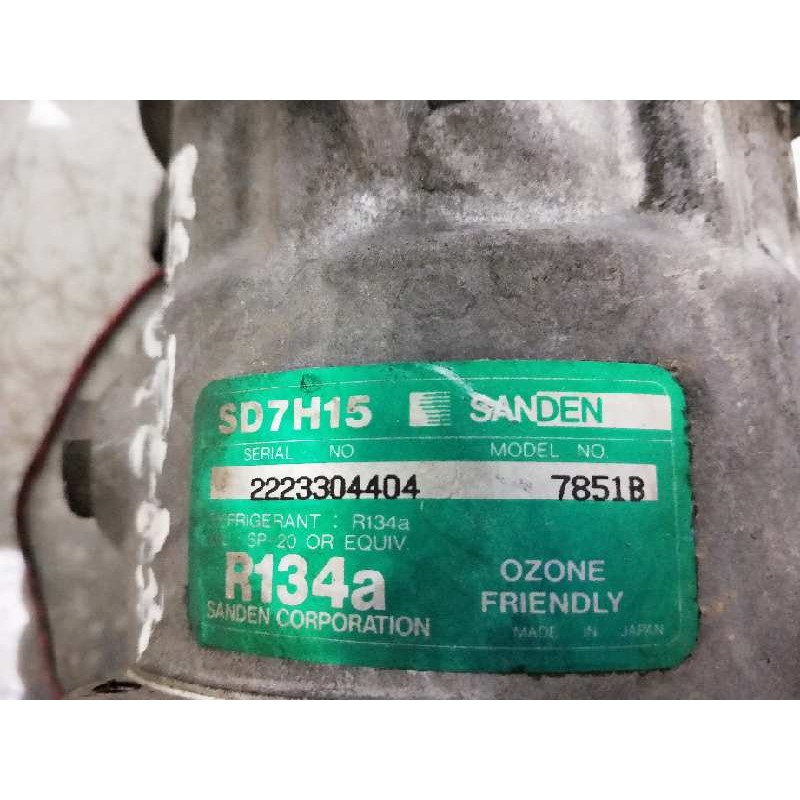 SD7H15 SANDEN
SERIAL NO MODEL NO.
2223304404 7851B
REFRIGERANT : R134a
SP-20 OR EQUIV.
R134a
OZONE
FRIENDLY
SANDEN CORPORATION
MADE IN JAPAN